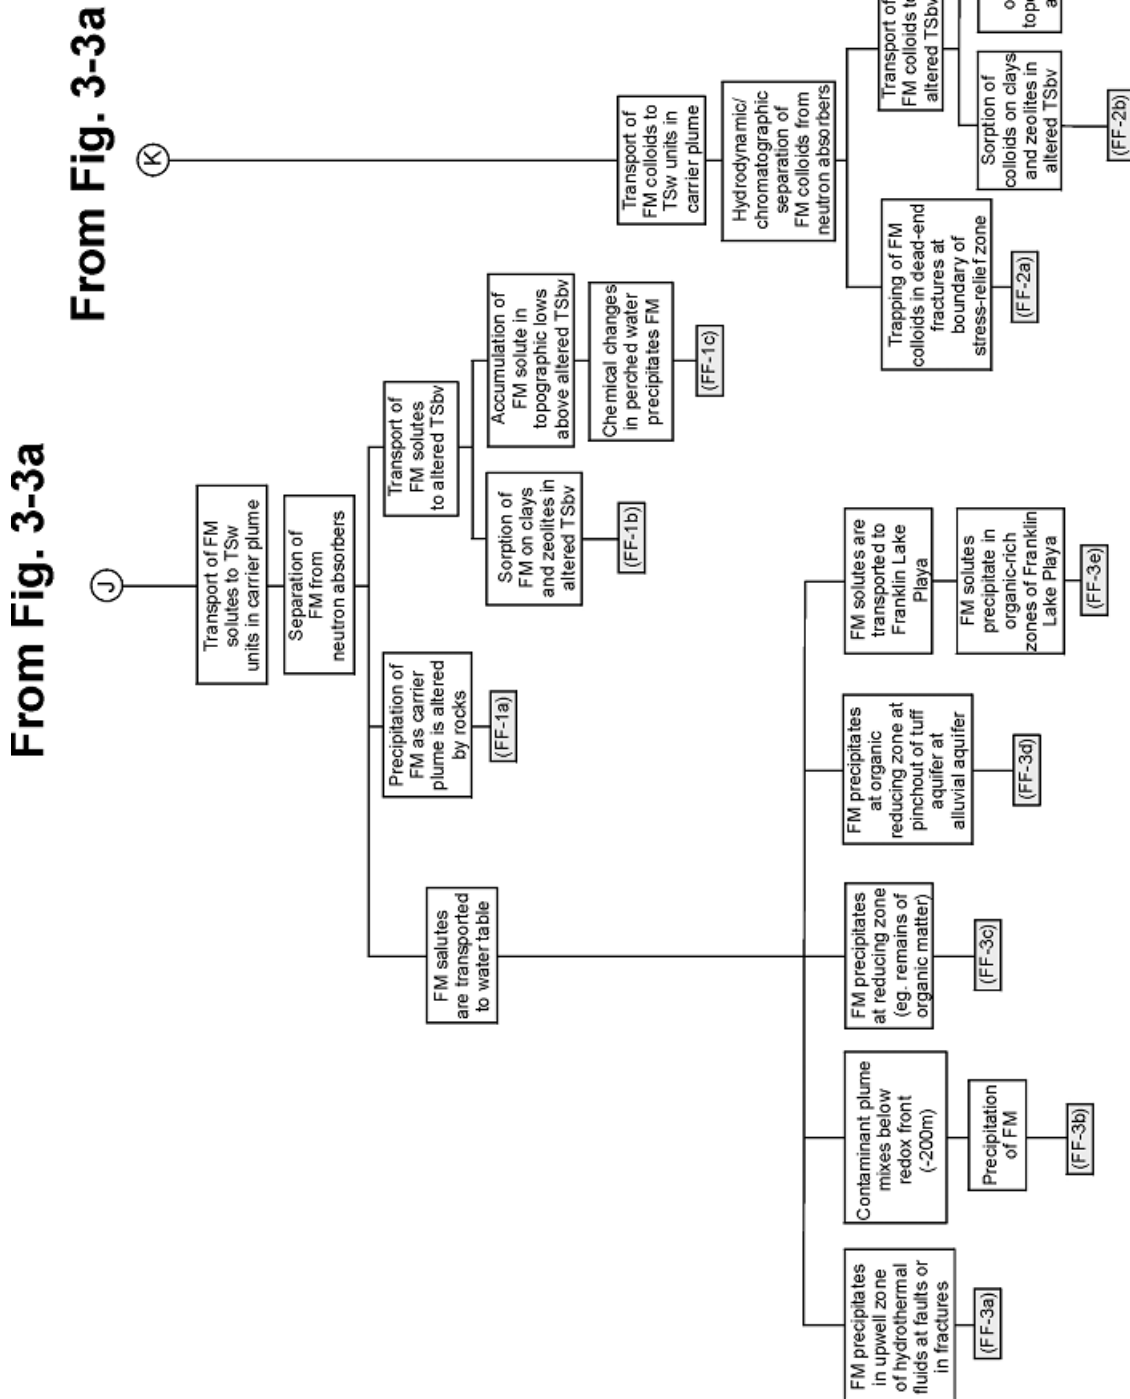 From Fig. 3-3a
J
Transport of FM
solutes to TSw
units in carrier plume
Separation of
FM from
neutron absorbers
FM salutes
are transported
to water table
Precipitation of
FM as carrier
plume is altered
by rocks
(FF-1a)
Transport of
FM solutes
to altered TSbv
Sorption of
FM on clays
and zeolites in
altered TSbv
(FF-1b)
Accumulation of
FM solute in
topographic lows
above altered TSbv
Chemical changes
in perched water
precipitates FM
(FF-1c)
FM precipitates
in upwell zone
of hydrothermal
fluids at faults or
in fractures
(FF-3a)
Contaminant plume
mixes below
redox front
(-200m)
Precipitation
of FM
(FF-3b)
FM precipitates
at reducing zone
(eg. remains of
organic matter)
(FF-3c)
FM precipitates
at organic
reducing zone at
pinchout of tuff
aquifer at
alluvial aquifer
(FF-3d)
FM solutes are
transported to
Franklin Lake
Playa
FM solutes
precipitate in
organic-rich
zones of Franklin
Lake Playa
(FF-3e)
From Fig. 3-3a
K
Transport of
FM colloids to
TSw units in
carrier plume
Hydrodynamic/
chromatographic
separation of
FM colloids from
neutron absorbers
Trapping of FM
colloids in dead-end
fractures at
boundary of
stress-relief zone
(FF-2a)
Transport of
FM colloids to
altered TSbv
Sorption of
colloids on clays
and zeolites in
altered TSbv
(FF-2b)